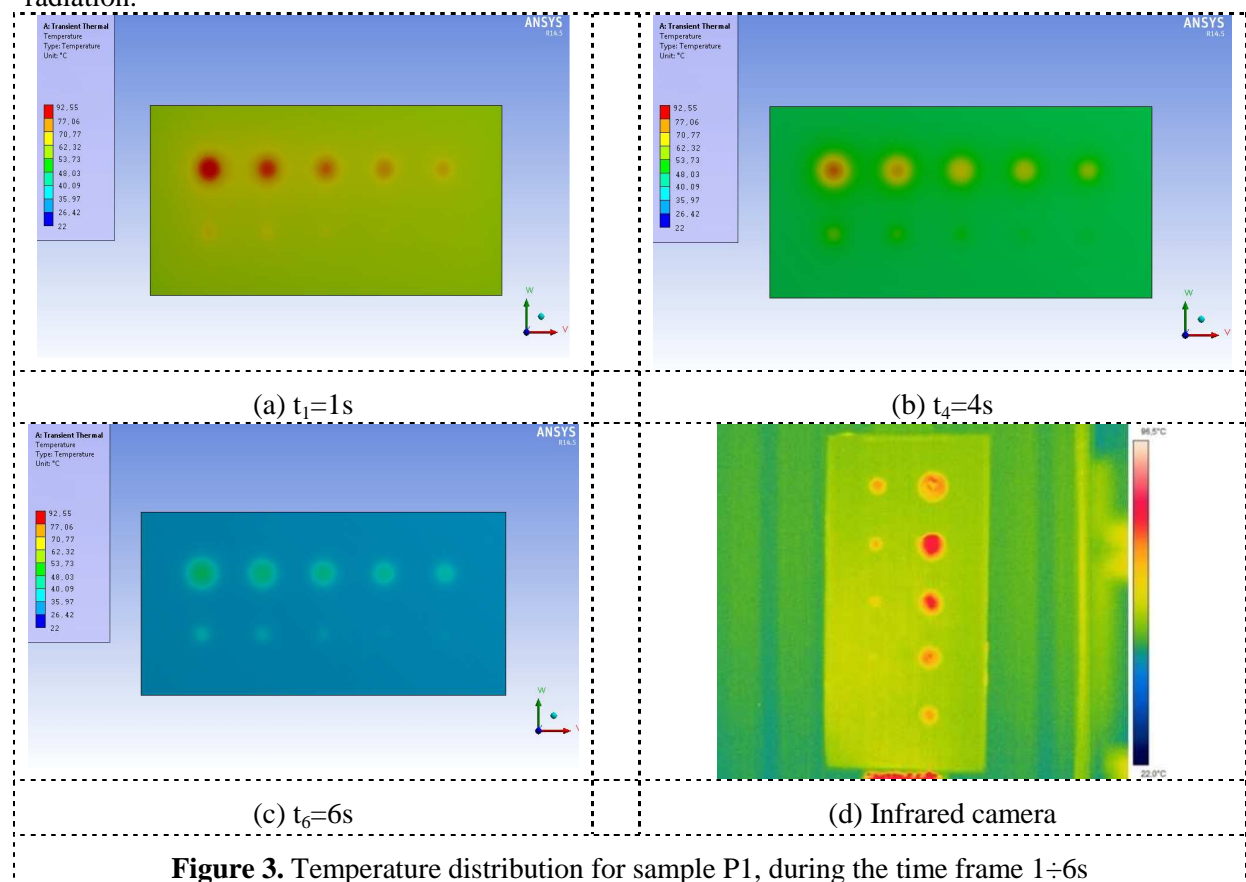 radiation.
A: Transient Thermal
Temperature
Type: Temperature
Unit: °C
92,55
77,06
70,77
62,32
53,73
48,03
40,09
35,97
26,42
22
ANSYS
R14.5
W
V
(a) t₁=1s
A: Transient Thermal
Temperature
Type: Temperature
Unit: °C
92,55
77,06
70,77
62,32
53,73
48,03
40,09
35,97
26,42
22
ANSYS
R14.5
W
V
(b) t₄=4s
A: Transient Thermal
Temperature
Type: Temperature
Unit: °C
92,55
77,06
70,77
62,32
53,73
48,03
40,09
35,97
26,42
22
ANSYS
R14.5
W
V
(c) t₆=6s
22,0°C
(d) Infrared camera
Figure 3. Temperature distribution for sample P1, during the time frame 1÷6s